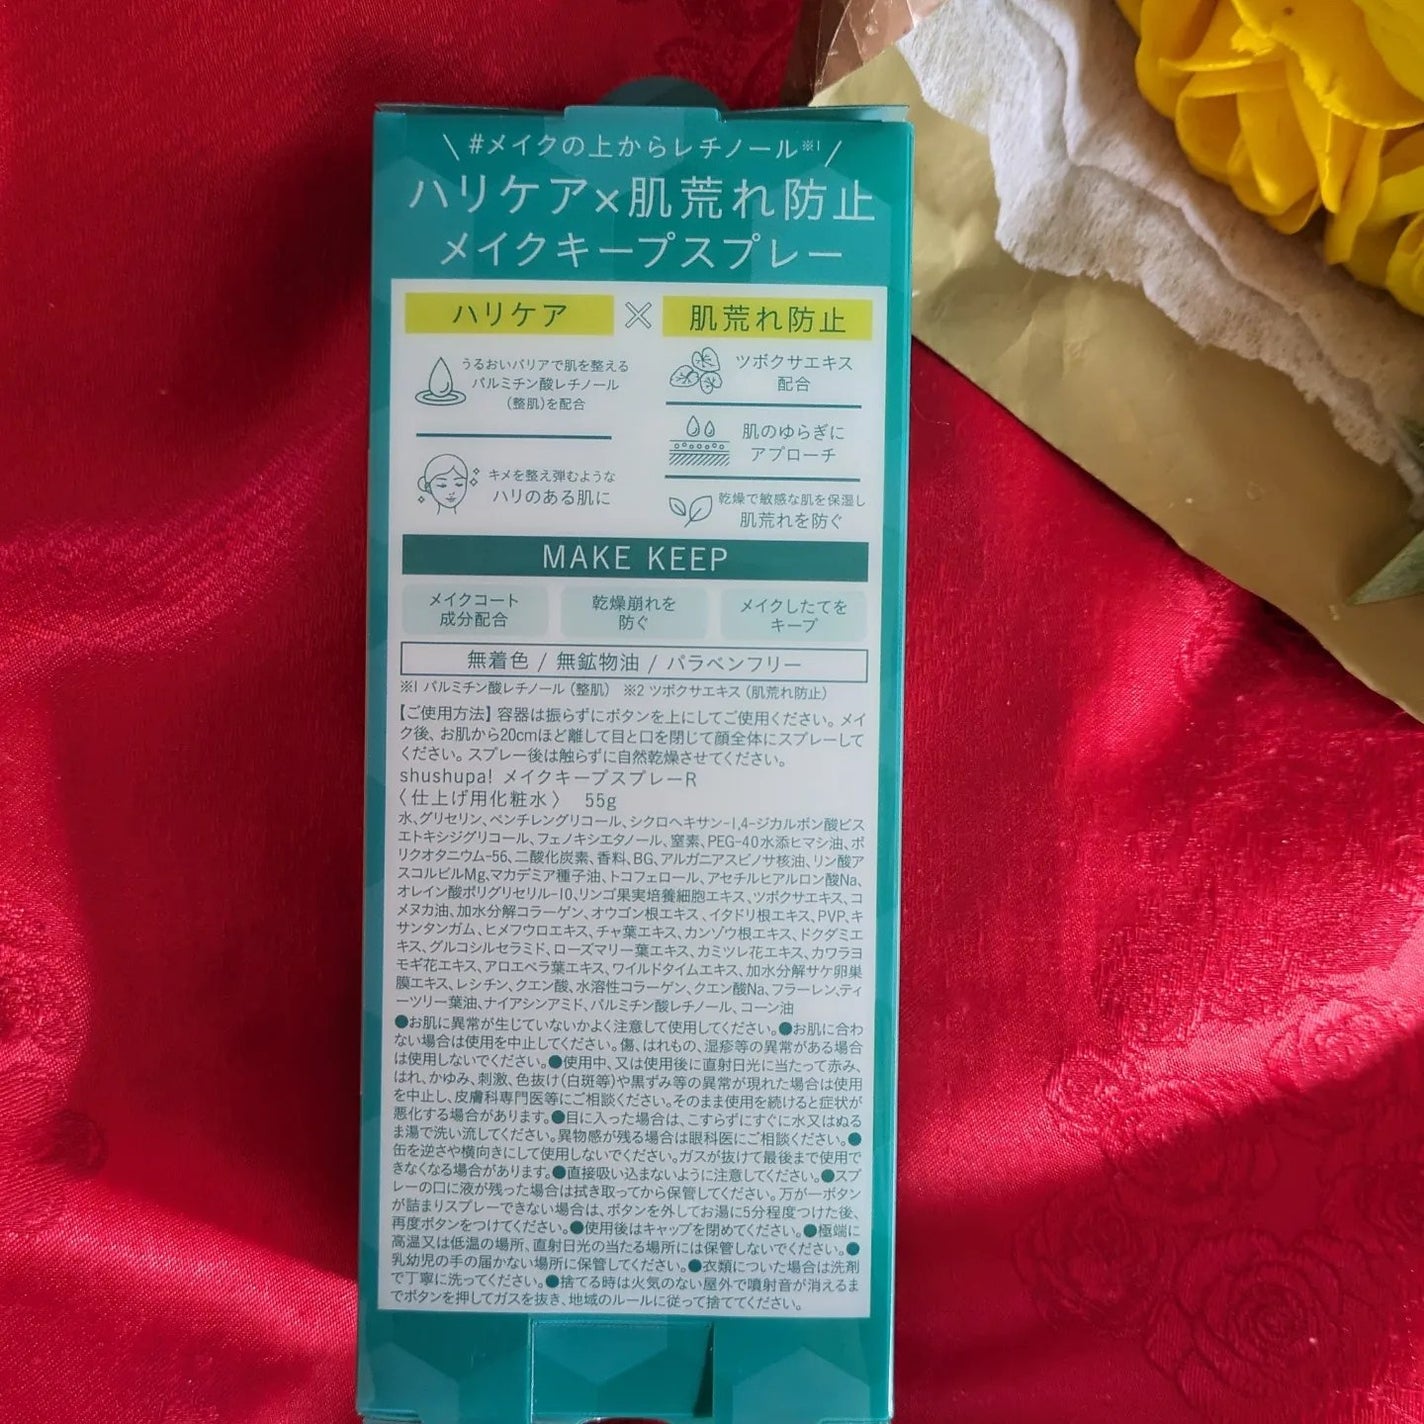 \ #メイクの上からレチノール※1 /
ハリケア×肌荒れ防止
メイクキープスプレー
ハリケア × 肌荒れ防止
うるおいバリアで肌を整える
パルミチン酸レチノール
(整肌)を配合
キメを整え弾むような
ハリのある肌に
ツボクサエキス
配合
肌のゆらぎに
アプローチ
乾燥で敏感な肌を保湿し
肌荒れを防ぐ
MAKE KEEP
メイクコート
成分配合
乾燥崩れを
防ぐ
メイクしたてを
キープ
無着色 / 無鉱物油 / パラベンフリー
※1 パルミチン酸レチノール (整肌) ※2 ツボクサエキス (肌荒れ防止)
【ご使用方法】容器は振らずにボタンを上にしてご使用ください。メイ
ク後、お肌から20cmほど離して目と口を閉じて顔全体にスプレーして
ください。スプレー後は触らずに自然乾燥させてください。
shushupa! メイクキープスプレーR
〈仕上げ用化粧水〉 55g
水、グリセリン、ペンチレングリコール、シクロヘキサン-1,4-ジカルボン酸ビス
エトキシジグリコール、フェノキシエタノール、窒素、PEG-40水添ヒマシ油、ポ
リクオタニウム-56、二酸化炭素、香料、BG、アルガニアスピノサ核油、リン酸ア
スコルビルMg、マカデミア種子油、トコフェロール、アセチルヒアルロン酸Na、
オレイン酸ポリグリセリル-10、リンゴ果実培養細胞エキス、ツボクサエキス、コ
メヌカ油、加水分解コラーゲン、オウゴン根エキス、イタドリ根エキス、PVP、キ
サンタンガム、ヒメフウロエキス、チャ葉エキス、カンゾウ根エキス、ドクダミエ
キス、グルコシルセラミド、ローズマリー葉エキス、カミツレ花エキス、カワラヨ
モギ花エキス、アロエベラ葉エキス、ワイルドタイムエキス、加水分解サケ卵巣
膜エキス、レシチン、クエン酸、水溶性コラーゲン、クエン酸Na、フラーレン、ティ
ーツリー葉油、ナイアシンアミド、パルミチン酸レチノール、コーン油
●お肌に異常が生じていないかよく注意して使用してください。●お肌に合わ
ない場合は使用を中止してください。傷、はれもの、湿疹等の異常がある場合
は使用しないでください。●使用中、又は使用後に直射日光に当たって赤み、
はれ、かゆみ、刺激、色抜け(白斑等)や黒ずみ等の異常が現れた場合は使用
を中止し、皮膚科専門医等にご相談ください。そのまま使用を続けると症状が
悪化する場合があります。●目に入った場合は、こすらずにすぐに水又はぬる
ま湯で洗い流してください。異物感が残る場合は眼科医にご相談ください。●
缶を逆さや横向きにして使用しないでください。ガスが抜けて最後まで使用で
きなくなる場合があります。●直接吸い込まないように注意してください。●スプ
レーの口に液が残った場合は拭き取ってから保管してください。万が一ボタン
が詰まりスプレーできない場合は、ボタンを外してお湯に5分程度つけた後、
再度ボタンをつけてください。●使用後はキャップを閉めてください。●極端に
高温又は低温の場所、直射日光の当たる場所には保管しないでください。●
乳幼児の手の届かない場所に保管してください。●衣類についた場合は洗剤
で丁寧に洗ってください。●捨てる時は火気のない屋外で噴射音が消えるま
でボタンを押してガスを抜き、地域のルールに従って捨ててください。